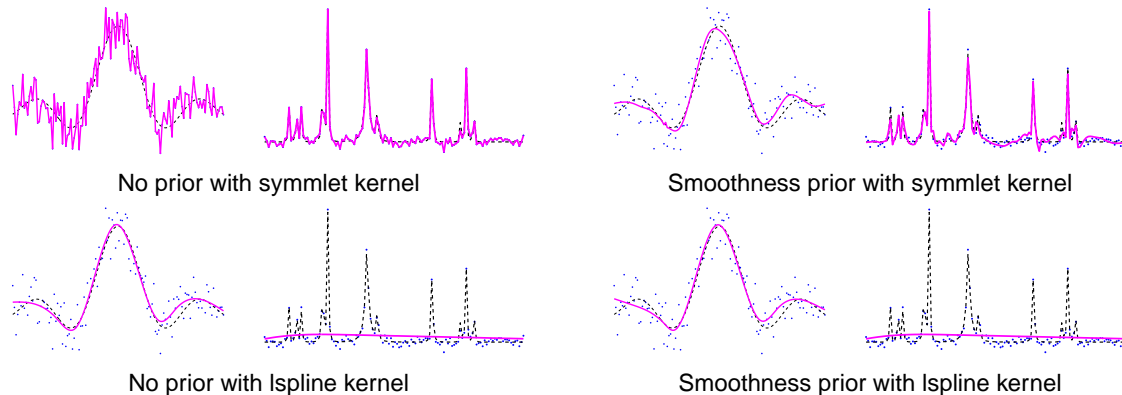 No prior with symmlet kernel
Smoothness prior with symmlet kernel
No prior with lspline kernel
Smoothness prior with lspline kernel